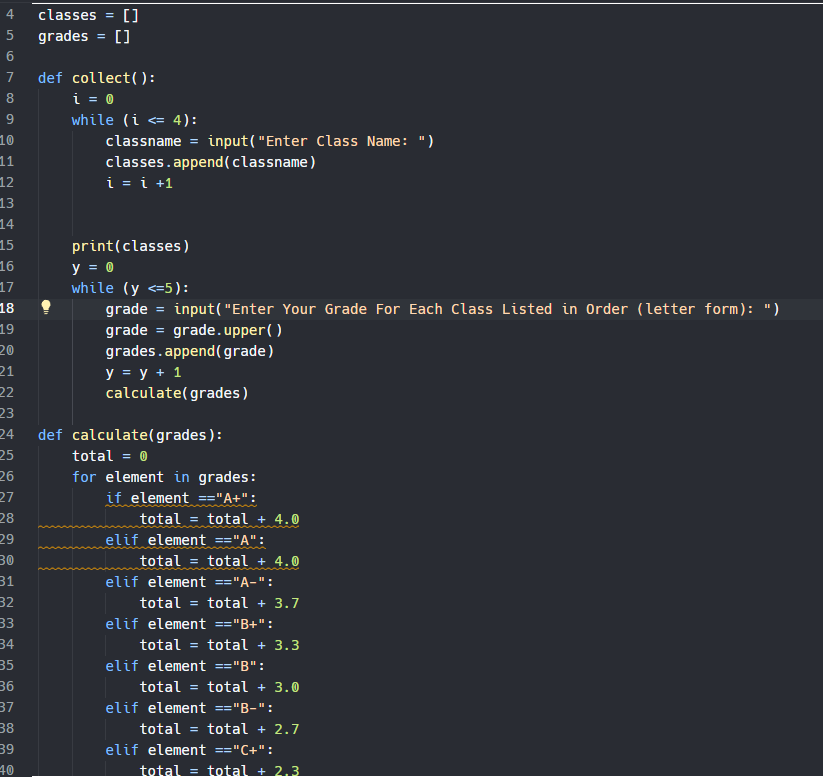 4 classes = []
5 grades = []
6
7 def collect():
8     i = 0
9     while (i <= 4):
10         classname = input("Enter Class Name: ")
11         classes.append(classname)
12         i = i +1
13
14
15     print(classes)
16     y = 0
17     while (y <=5):
18         grade = input("Enter Your Grade For Each Class Listed in Order (letter form): ")
19         grade = grade.upper()
20         grades.append(grade)
21         y = y + 1
22         calculate(grades)
23
24 def calculate(grades):
25     total = 0
26     for element in grades:
27         if element =="A+":
28             total = total + 4.0
29         elif element =="A":
30             total = total + 4.0
31         elif element =="A-":
32             total = total + 3.7
33         elif element =="B+":
34             total = total + 3.3
35         elif element =="B":
36             total = total + 3.0
37         elif element =="B-":
38             total = total + 2.7
39         elif element =="C+":
40             total = total + 2.3